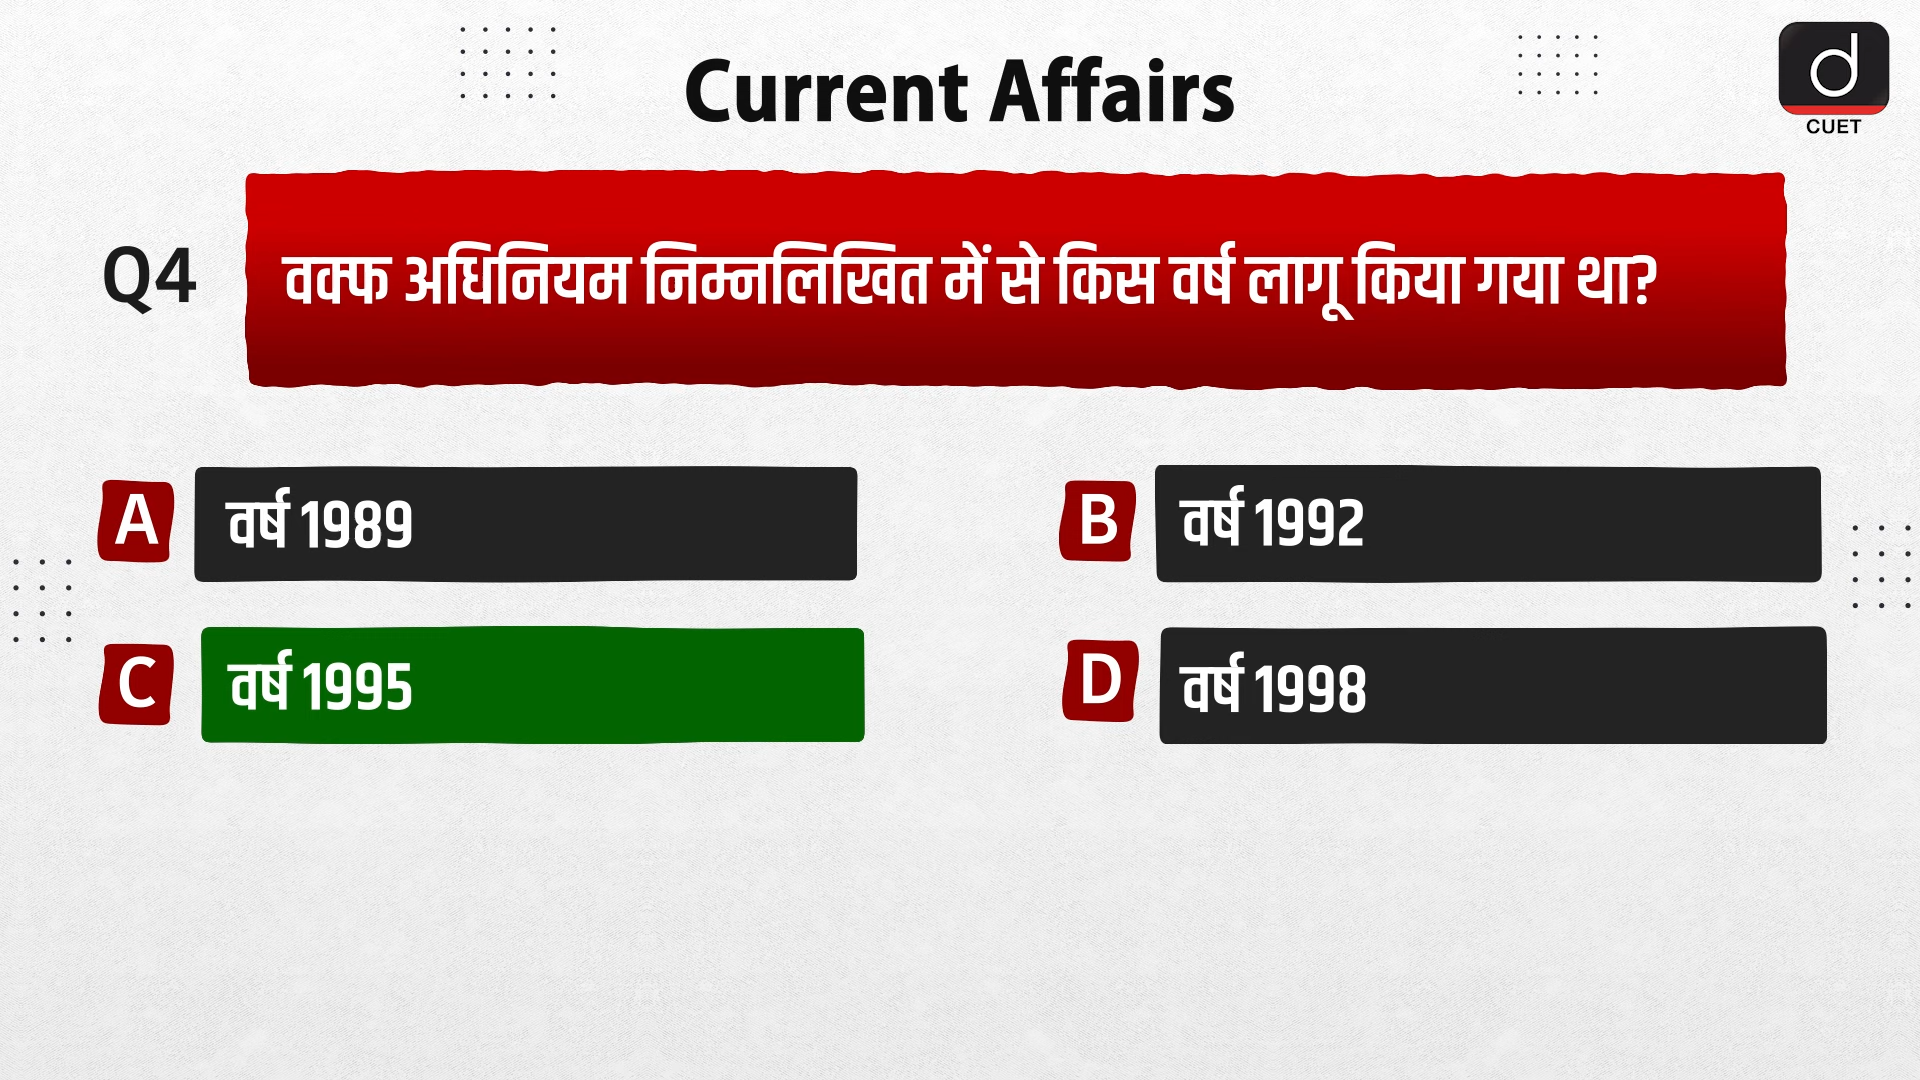 Current Affairs
d
CUET
Q4
वक्फ अधिनियम निम्नलिखित में से किस वर्ष लागू किया गया था?
A
वर्ष 1989
B
वर्ष 1992
C
वर्ष 1995
D
वर्ष 1998